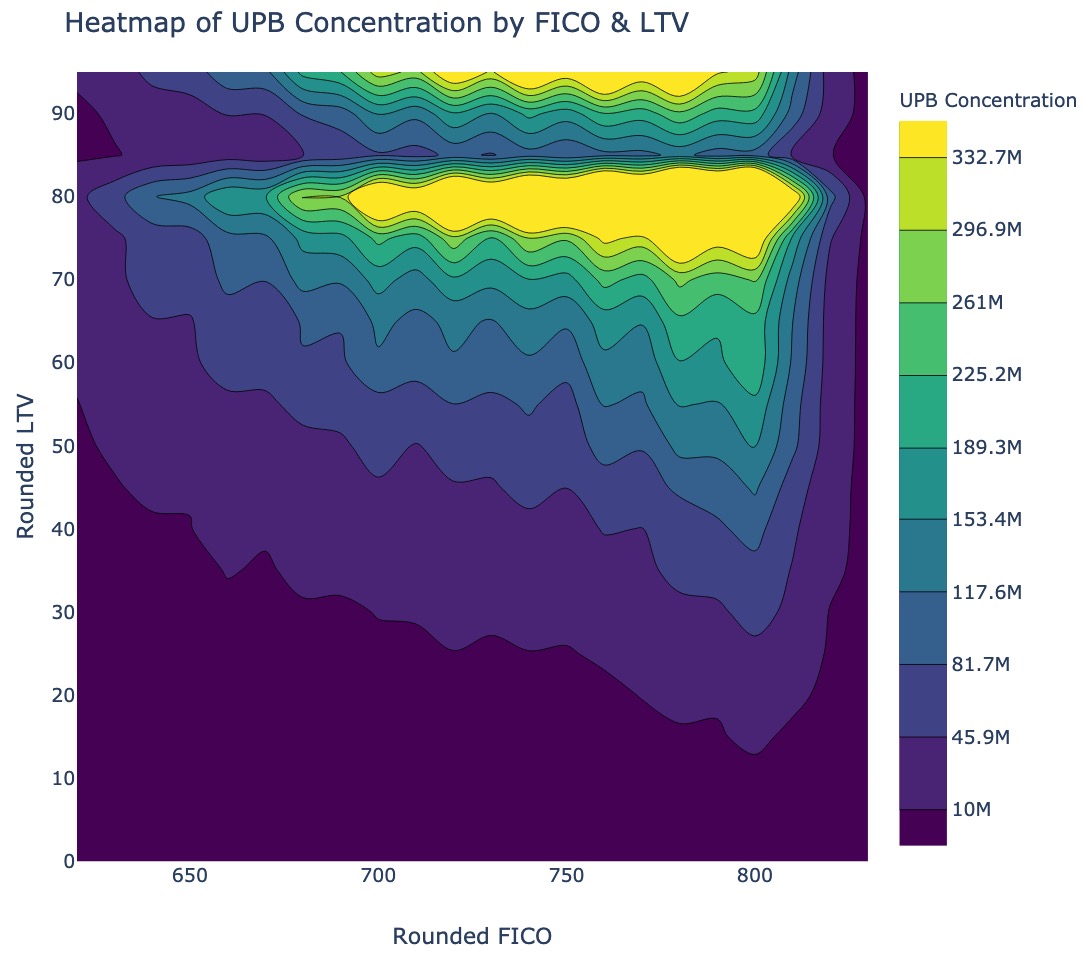 Heatmap of UPB Concentration by FICO & LTV
UPB Concentration
332.7M
296.9M
261M
225.2M
189.3M
153.4M
117.6M
81.7M
45.9M
10M
Rounded LTV
90
80
70
60
50
40
30
20
10
0
650 700 750 800
Rounded FICO